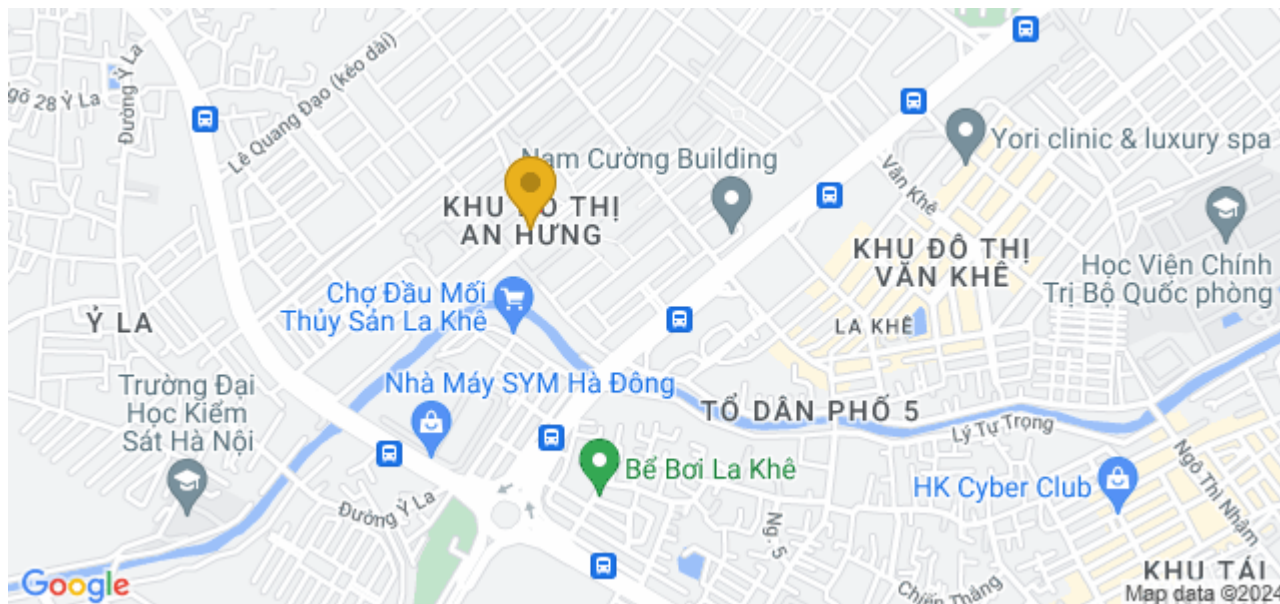 Đường Ỷ La
gõ 28 Ỷ La
Lê Quang Đạo (kéo dài)
Nam Cường Building
Yori clinic & luxury spa
Văn Khê
KHU ĐÔ THỊ
AN HƯNG
KHU ĐÔ THỊ
VĂN KHÊ
Học Viện Chính
Trị Bộ Quốc phòng
Chợ Đầu Mối
Thủy Sản La Khê
Ỷ LA
LA KHÊ
Trường Đại
Học Kiểm
Sát Hà Nội
Nhà Máy SYM Hà Đông
TỔ DÂN PHỐ 5
Lý Tự Trọng
Bể Bơi La Khê
HK Cyber Club
Ngô Thì Nhậm
Đường Ỷ La
Ng. 5
Chiến Thắng
KHU TÁI
Google
Map data ©2024